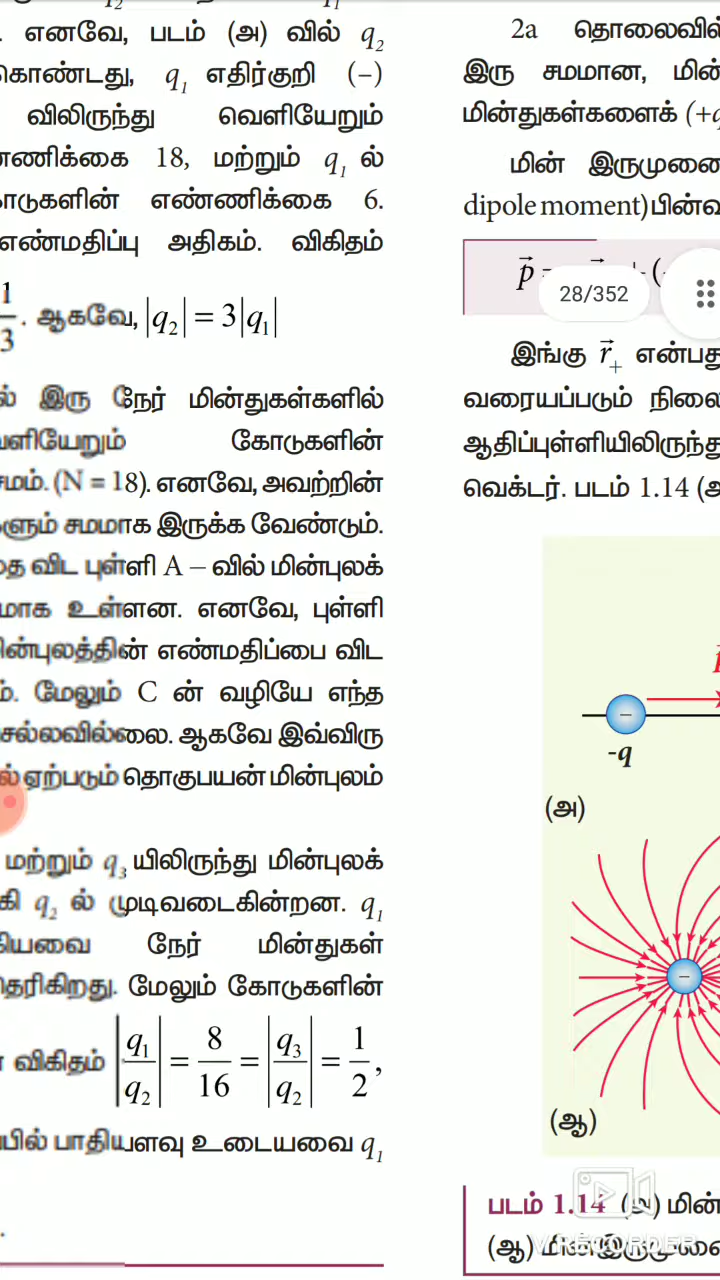 . எனவே, படம் (அ) வில் q₂
கொண்டது, q₁ எதிர்குறி (–)
விலிருந்து வெளியேறும்
ண்ணிக்கை 18, மற்றும் q₁ ல்
கோடுகளின் எண்ணிக்கை 6.
எண்மதிப்பு அதிகம். விகிதம்
1/3 . ஆகவே, |q₂| = 3|q₁|
ல் இரு நேர் மின்துகள்களில்
வெளியேறும் கோடுகளின்
சமம். (N = 18). எனவே, அவற்றின்
களும் சமமாக இருக்க வேண்டும்.
தை விட புள்ளி A – வில் மின்புலக்
மாக உள்ளன. எனவே, புள்ளி
மின்புலத்தின் எண்மதிப்பை விட
ம். மேலும் C ன் வழியே எந்த
செல்லவில்லை. ஆகவே இவ்விரு
ல் ஏற்படும் தொகுபயன் மின்புலம்
மற்றும் q₃ யிலிருந்து மின்புலக்
கி q₂ ல் முடிவடைகின்றன. q₁
கியவை நேர் மின்துகள்
தெரிகிறது. மேலும் கோடுகளின்
விகிதம் |q₁/q₂| = 8/16 = |q₃/q₂| = 1/2,
யில் பாதியளவு உடையவை q₁
2a தொலைவில்
இரு சமமான, மின்
மின்துகள்களைக் (+q
மின் இருமுனை
dipole moment) பின்வ
p⃗ =
28/352
இங்கு r⃗₊ என்பது
வரையப்படும் நிலை
ஆதிப்புள்ளியிலிருந்து
வெக்டர். படம் 1.14 (அ
–
-q
(அ)
–
(ஆ)
படம் 1.14 (அ) மின்
(ஆ) மின் இருமுனை
V RECORDER